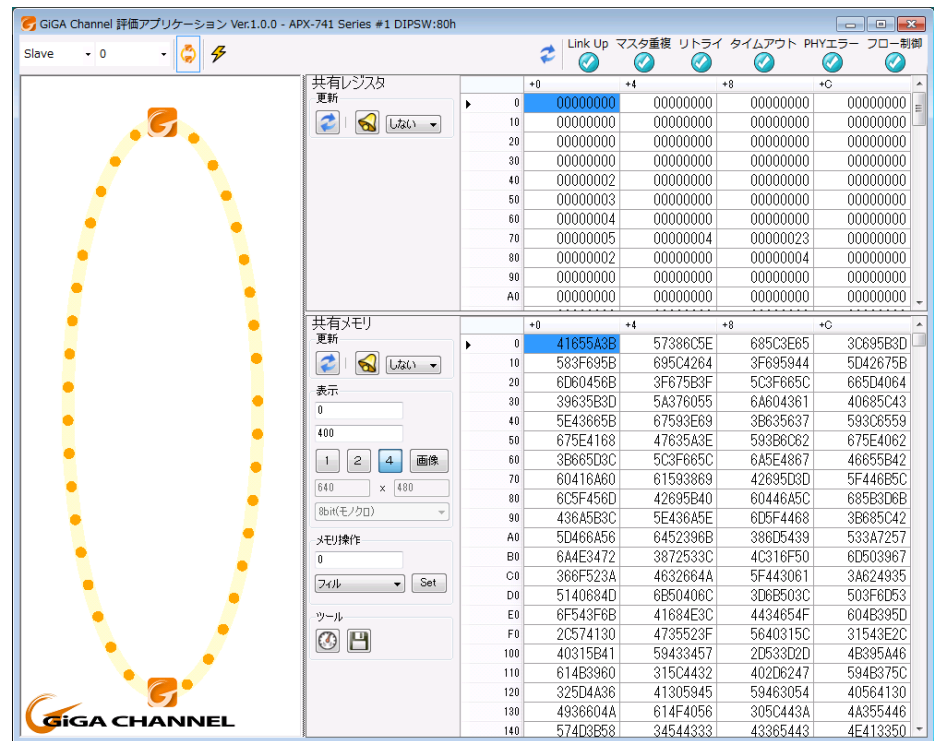 GiGA Channel 評価アプリケーション Ver.1.0.0 - APX-741 Series #1 DIPSW:80h
Slave 0 Link Up マスタ重複 リトライ タイムアウト PHYエラー フロー制御
共有レジスタ
更新
しない
+0 +4 +8 +C
0 00000000 00000000 00000000 00000000
10 00000000 00000000 00000000 00000000
20 00000000 00000000 00000000 00000000
30 00000000 00000000 00000000 00000000
40 00000002 00000000 00000000 00000000
50 00000003 00000000 00000000 00000000
60 00000004 00000000 00000000 00000000
70 00000005 00000004 00000023 00000000
80 00000002 00000000 00000004 00000000
90 00000000 00000000 00000000 00000000
A0 00000000 00000000 00000000 00000000
共有メモリ
更新
しない
表示
0
400
1 2 4 画像
640 x 480
8bit(モノクロ)
メモリ操作
0
フィル Set
ツール
+0 +4 +8 +C
0 41655A3B 57386C5E 685C3E65 3C695B3D
10 583F695B 695C4264 3F695944 5D42675B
20 6D60456B 3F675B3F 5C3F665C 665D4064
30 39635B3D 5A376055 6A604361 40685C43
40 5E43665B 67593E69 3B635637 593C6559
50 675E4168 47635A3E 593B6C62 675E4062
60 3B665D3C 5C3F665C 6A5E4867 46655B42
70 60416A60 61593869 42695D3D 5F446B5C
80 6C5F456D 42695B40 60446A5C 685B3D6B
90 436A5B3C 5E436A5E 6D5F4468 3B685C42
A0 5D466A56 6452396B 386D5439 533A7257
B0 6A4E3472 3872533C 4C316F50 6D503967
C0 366F523A 4632664A 5F443061 3A624935
D0 5140684D 6B50406C 3D6B503C 503F6D53
E0 6F543F6B 41684E3C 4434654F 604B395D
F0 2C574130 4735523F 5640315C 31543E2C
100 40315B41 59433457 2D533D2D 4B395A46
110 614B3960 315C4432 402D6247 594B375C
120 325D4A36 41305945 59463054 40564130
130 4936604A 614F4056 305C443A 4A355446
140 574D3B58 34544333 43365443 4E413350
GiGA CHANNEL